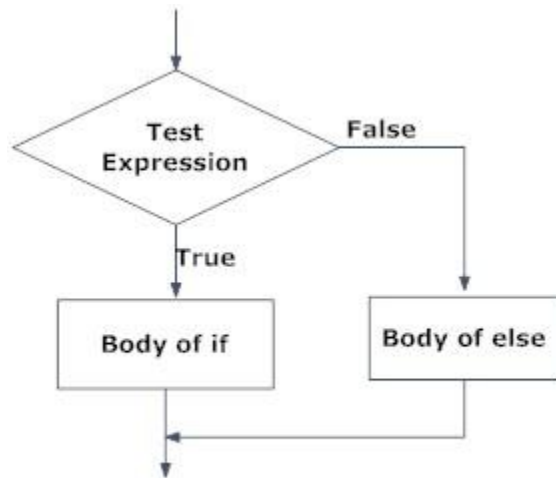 Test
Expression
False
True
Body of if
Body of else